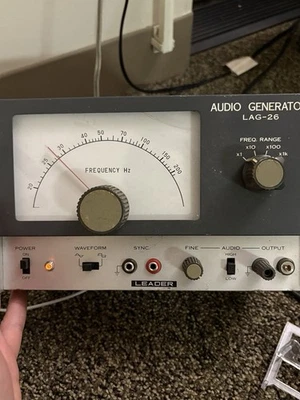 AUDIO GENERATOR
LAG-26
FREQ. RANGE
x1 x10 x100 x1k
20 30 40 50 70 100 150 200
FREQUENCY Hz
POWER
ON
OFF
WAVEFORM
SYNC.
FINE
AUDIO
HIGH
LOW
OUTPUT
LEADER